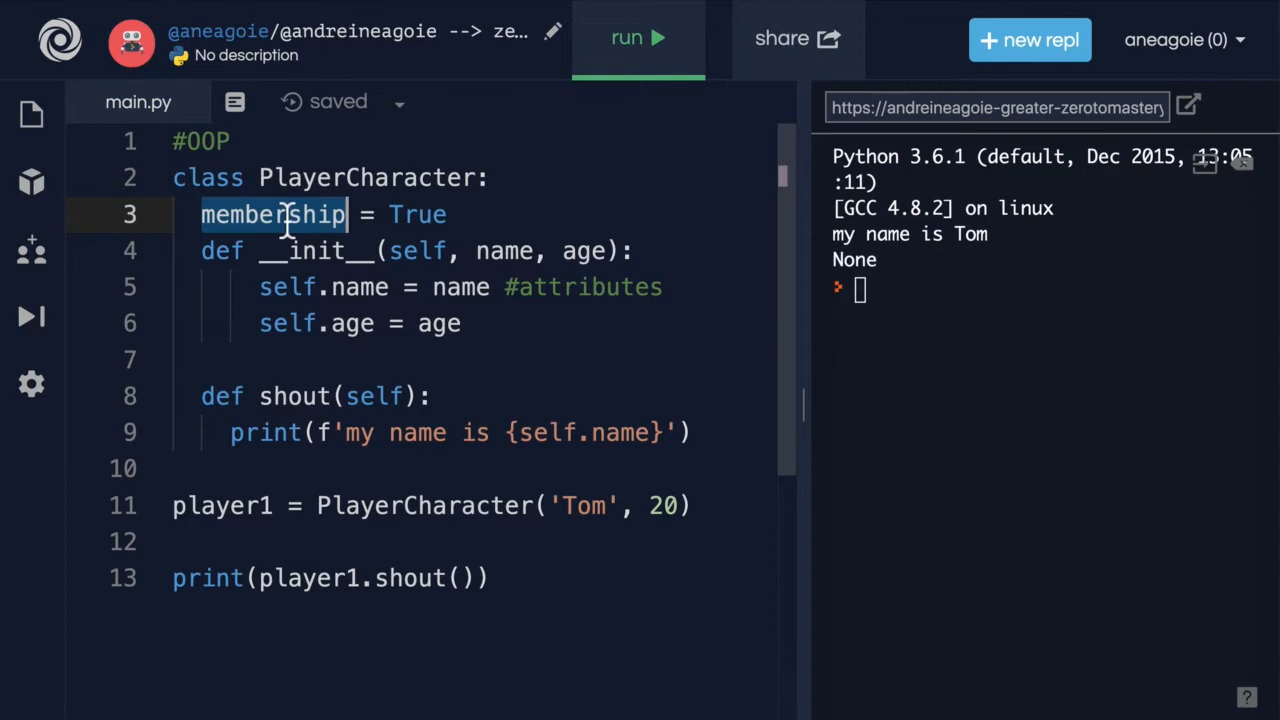 @aneagoie/@andreineagoie --> ze...
No description
run
share
+ new repl
aneagoie (0)
main.py
saved
https://andreineagoie-greater-zerotomastery
1 #OOP
2 class PlayerCharacter:
3   membership = True
4   def __init__(self, name, age):
5       self.name = name #attributes
6       self.age = age
7
8   def shout(self):
9     print(f'my name is {self.name}')
10
11 player1 = PlayerCharacter('Tom', 20)
12
13 print(player1.shout())
Python 3.6.1 (default, Dec 2015, 13:05
:11)
[GCC 4.8.2] on linux
my name is Tom
None
?